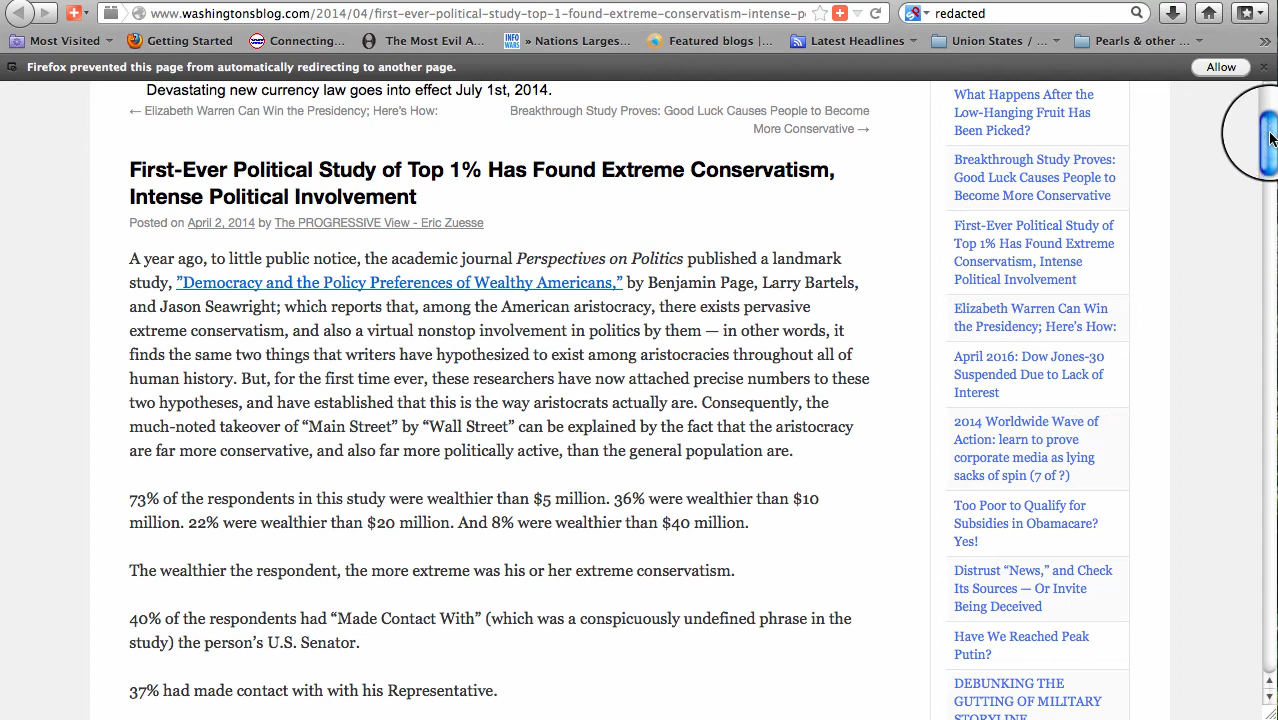 www.washingtonsblog.com/2014/04/first-ever-political-study-top-1-found-extreme-conservatism-intense-p
redacted
Most Visited
Getting Started
Connecting...
The Most Evil A...
INFO WARS
» Nations Larges...
Featured blogs |...
Latest Headlines
Union States / ...
Pearls & other ...
Firefox prevented this page from automatically redirecting to another page.
Allow
Devastating new currency law goes into effect July 1st, 2014.
← Elizabeth Warren Can Win the Presidency; Here's How:
Breakthrough Study Proves: Good Luck Causes People to Become
More Conservative →
First-Ever Political Study of Top 1% Has Found Extreme Conservatism,
Intense Political Involvement
Posted on April 2, 2014 by The PROGRESSIVE View - Eric Zuesse
A year ago, to little public notice, the academic journal Perspectives on Politics published a landmark
study, ”Democracy and the Policy Preferences of Wealthy Americans,” by Benjamin Page, Larry Bartels,
and Jason Seawright; which reports that, among the American aristocracy, there exists pervasive
extreme conservatism, and also a virtual nonstop involvement in politics by them — in other words, it
finds the same two things that writers have hypothesized to exist among aristocracies throughout all of
human history. But, for the first time ever, these researchers have now attached precise numbers to these
two hypotheses, and have established that this is the way aristocrats actually are. Consequently, the
much-noted takeover of “Main Street” by “Wall Street” can be explained by the fact that the aristocracy
are far more conservative, and also far more politically active, than the general population are.
73% of the respondents in this study were wealthier than $5 million. 36% were wealthier than $10
million. 22% were wealthier than $20 million. And 8% were wealthier than $40 million.
The wealthier the respondent, the more extreme was his or her extreme conservatism.
40% of the respondents had “Made Contact With” (which was a conspicuously undefined phrase in the
study) the person’s U.S. Senator.
37% had made contact with with his Representative.
What Happens After the
Low-Hanging Fruit Has
Been Picked?
Breakthrough Study Proves:
Good Luck Causes People to
Become More Conservative
First-Ever Political Study of
Top 1% Has Found Extreme
Conservatism, Intense
Political Involvement
Elizabeth Warren Can Win
the Presidency; Here’s How:
April 2016: Dow Jones-30
Suspended Due to Lack of
Interest
2014 Worldwide Wave of
Action: learn to prove
corporate media as lying
sacks of spin (7 of ?)
Too Poor to Qualify for
Subsidies in Obamacare?
Yes!
Distrust “News,” and Check
Its Sources — Or Invite
Being Deceived
Have We Reached Peak
Putin?
DEBUNKING THE
GUTTING OF MILITARY
STORYLINE